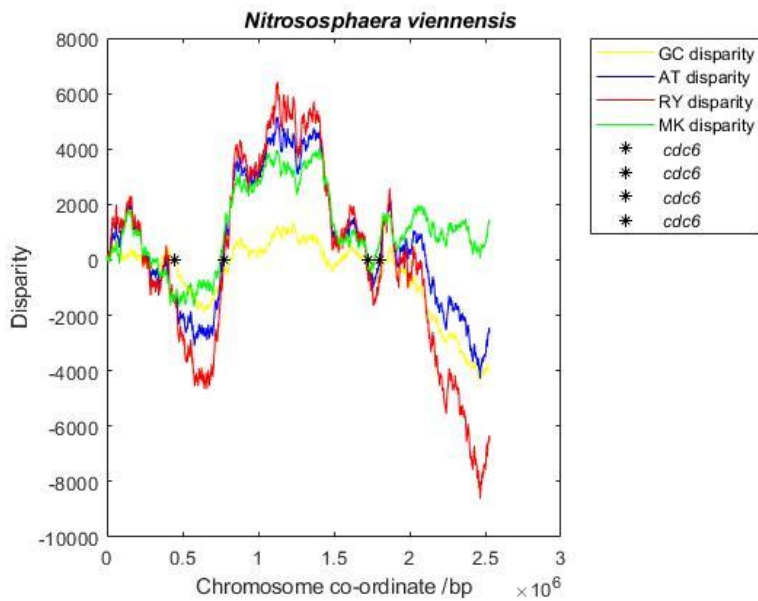 Nitrososphaera viennensis
8000
6000
4000
2000
0
-2000
-4000
-6000
-8000
-10000
Disparity
0
0.5
1
1.5
2
2.5
3
Chromosome co-ordinate /bp
× 10^6
GC disparity
AT disparity
RY disparity
MK disparity
cdc6
cdc6
cdc6
cdc6